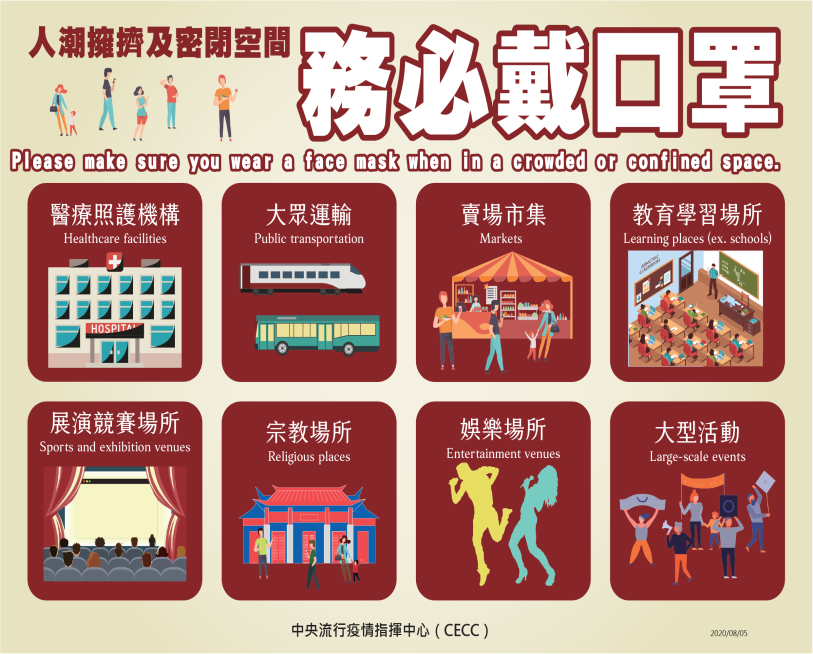 人潮擁擠及密閉空間
務必戴口罩
Please make sure you wear a face mask when in a crowded or confined space.
醫療照護機構
Healthcare facilities
HOSPITAL
大眾運輸
Public transportation
賣場市集
Markets
教育學習場所
Learning places (ex. schools)
展演競賽場所
Sports and exhibition venues
宗教場所
Religious places
娛樂場所
Entertainment venues
大型活動
Large-scale events
中央流行疫情指揮中心（CECC）
2020/08/05